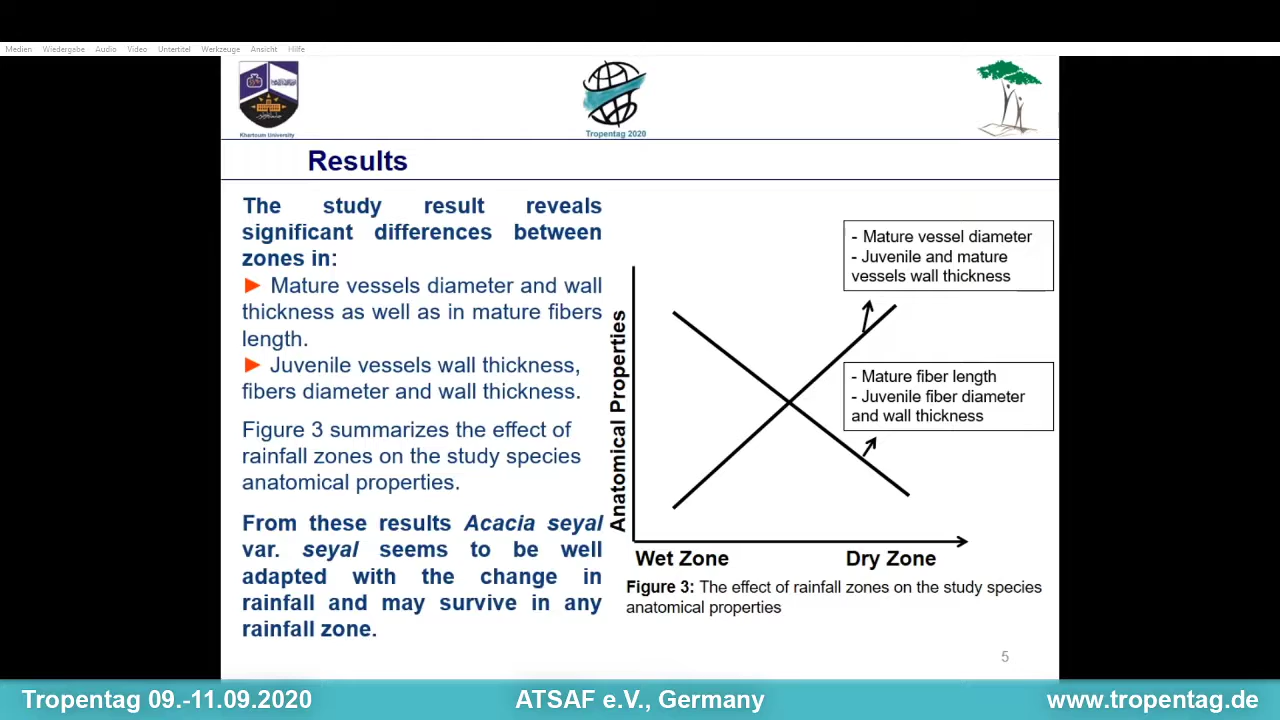 Medien Wiedergabe Audio Video Untertitel Werkzeuge Ansicht Hilfe
Khartoum University
Tropentag 2020
Results
The study result reveals
significant differences between
zones in:
► Mature vessels diameter and wall
thickness as well as in mature fibers
length.
► Juvenile vessels wall thickness,
fibers diameter and wall thickness.
Figure 3 summarizes the effect of
rainfall zones on the study species
anatomical properties.
From these results Acacia seyal
var. seyal seems to be well
adapted with the change in
rainfall and may survive in any
rainfall zone.
Anatomical Properties
- Mature vessel diameter
- Juvenile and mature
vessels wall thickness
- Mature fiber length
- Juvenile fiber diameter
and wall thickness
Wet Zone Dry Zone
Figure 3: The effect of rainfall zones on the study species
anatomical properties
5
Tropentag 09.-11.09.2020 ATSAF e.V., Germany www.tropentag.de